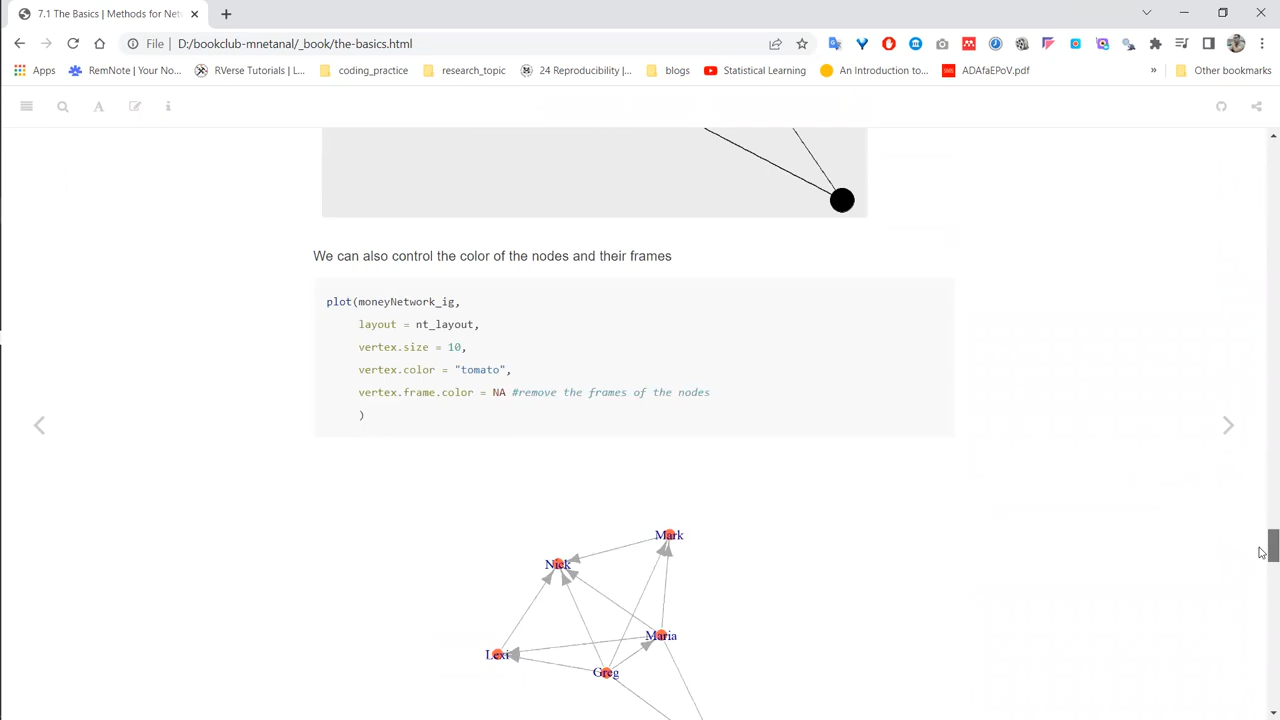 7.1 The Basics | Methods for Net
File | D:/bookclub-mnetanal/_book/the-basics.html
Apps RemNote | Your No... RVerse Tutorials | L... coding_practice research_topic 24 Reproducibility |... blogs Statistical Learning An Introduction to... ADAfaEPoV.pdf » Other bookmarks
We can also control the color of the nodes and their frames
plot(moneyNetwork_ig,
layout = nt_layout,
vertex.size = 10,
vertex.color = "tomato",
vertex.frame.color = NA #remove the frames of the nodes
)
Mark
Nick
Maria
Lexi
Greg